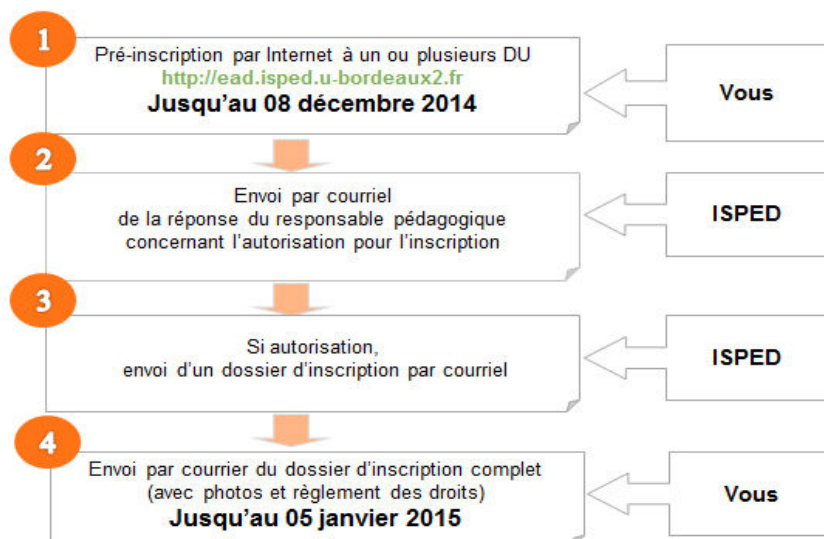 1
Pré-inscription par Internet à un ou plusieurs DU
http://ead.isped.u-bordeaux2.fr
Jusqu'au 08 décembre 2014
Vous
2
Envoi par courriel
de la réponse du responsable pédagogique
concernant l'autorisation pour l'inscription
ISPED
3
Si autorisation,
envoi d'un dossier d'inscription par courriel
ISPED
4
Envoi par courrier du dossier d'inscription complet
(avec photos et règlement des droits)
Jusqu'au 05 janvier 2015
Vous